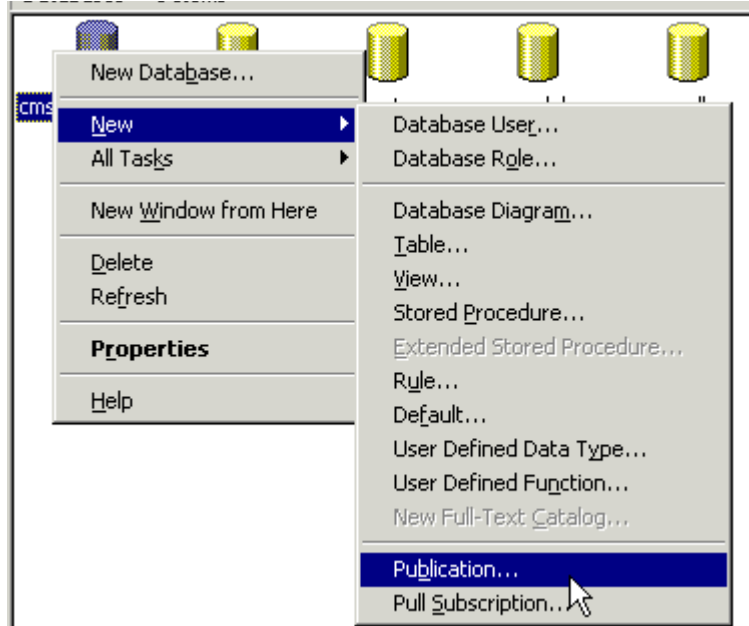 cms
New Database...
New
All Tasks
New Window from Here
Delete
Refresh
Properties
Help
Database User...
Database Role...
Database Diagram...
Table...
View...
Stored Procedure...
Extended Stored Procedure...
Rule...
Default...
User Defined Data Type...
User Defined Function...
New Full-Text Catalog...
Publication...
Pull Subscription...